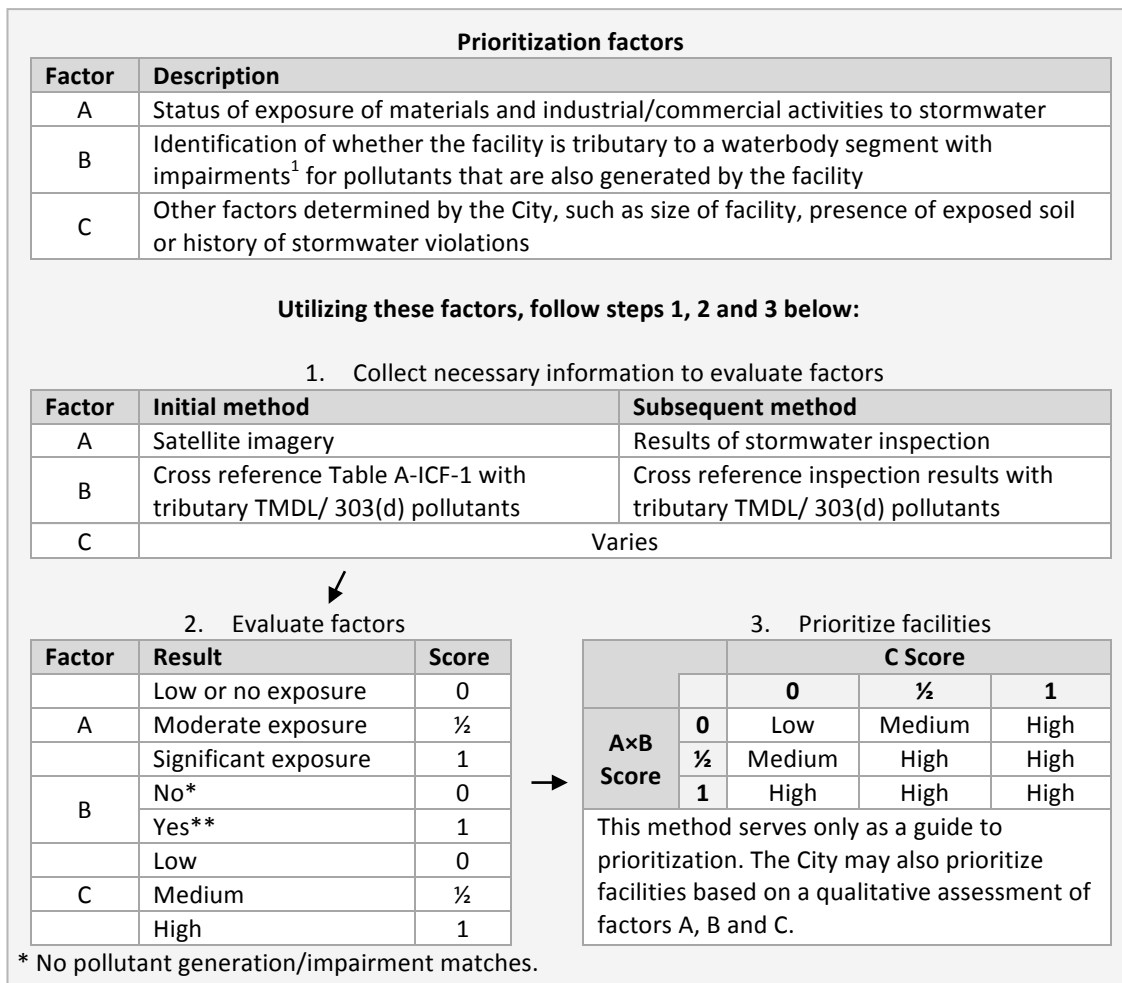 Prioritization factors
Factor Description
A Status of exposure of materials and industrial/commercial activities to stormwater
B Identification of whether the facility is tributary to a waterbody segment with
impairments¹ for pollutants that are also generated by the facility
C Other factors determined by the City, such as size of facility, presence of exposed soil
or history of stormwater violations
Utilizing these factors, follow steps 1, 2 and 3 below:
1. Collect necessary information to evaluate factors
Factor Initial method Subsequent method
A Satellite imagery Results of stormwater inspection
B Cross reference Table A-ICF-1 with
tributary TMDL/ 303(d) pollutants
Cross reference inspection results with
tributary TMDL/ 303(d) pollutants
C Varies
2. Evaluate factors
Factor Result Score
A
Low or no exposure 0
Moderate exposure ½
Significant exposure 1
B
No* 0
Yes** 1
C
Low 0
Medium ½
High 1
3. Prioritize facilities
C Score
0 ½ 1
A×B
Score
0 Low Medium High
½ Medium High High
1 High High High
This method serves only as a guide to
prioritization. The City may also prioritize
facilities based on a qualitative assessment of
factors A, B and C.
* No pollutant generation/impairment matches.